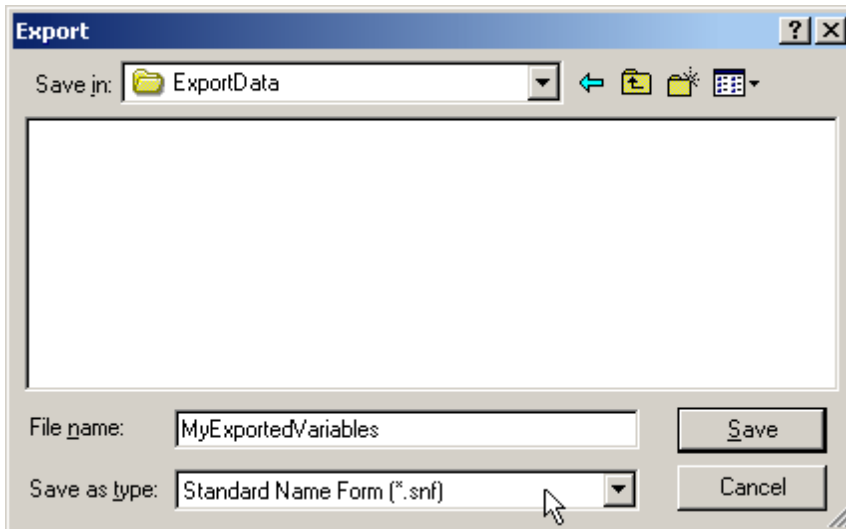 Export
Save in: ExportData
File name: MyExportedVariables Save
Save as type: Standard Name Form (*.snf) Cancel